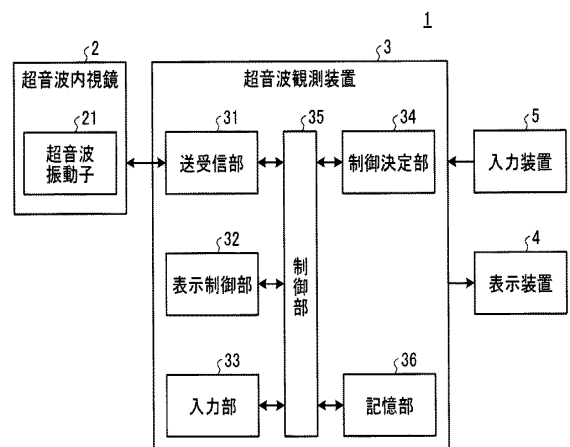 1
2
超音波内視鏡
21
超音波
振動子
3
超音波観測装置
31
送受信部
35
制御部
34
制御決定部
5
入力装置
32
表示制御部
4
表示装置
33
入力部
36
記憶部